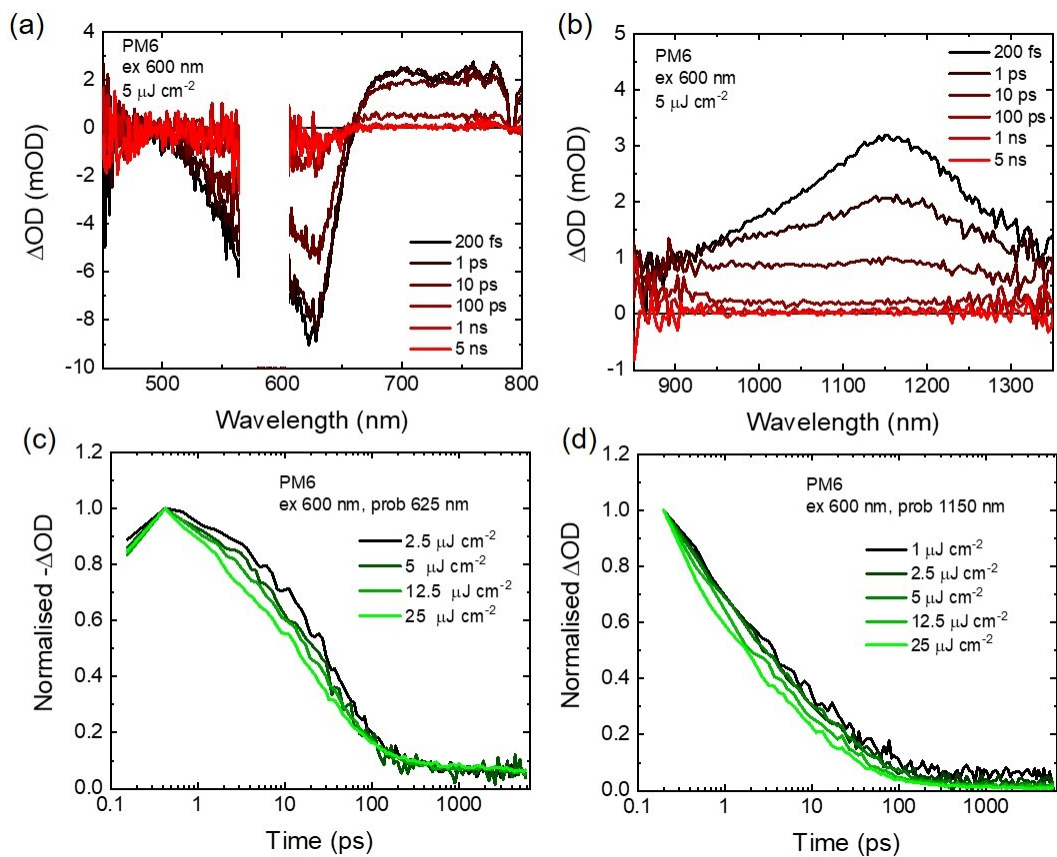 (a)
PM6
ex 600 nm
5 μJ cm-2
4
2
0
-2
-4
-6
-8
-10
ΔOD (mOD)
200 fs
1 ps
10 ps
100 ps
1 ns
5 ns
500
600
700
800
Wavelength (nm)
(b)
PM6
ex 600 nm
5 μJ cm-2
5
4
3
2
1
0
-1
ΔOD (mOD)
200 fs
1 ps
10 ps
100 ps
1 ns
5 ns
900
1000
1100
1200
1300
Wavelength (nm)
(c)
PM6
ex 600 nm, prob 625 nm
1.2
1.0
0.8
0.6
0.4
0.2
0.0
Normalised -ΔOD
2.5 μJ cm-2
5 μJ cm-2
12.5 μJ cm-2
25 μJ cm-2
0.1
1
10
100
1000
Time (ps)
(d)
PM6
ex 600 nm, prob 1150 nm
1.2
1.0
0.8
0.6
0.4
0.2
0.0
Normalised ΔOD
1 μJ cm-2
2.5 μJ cm-2
5 μJ cm-2
12.5 μJ cm-2
25 μJ cm-2
0.1
1
10
100
1000
Time (ps)